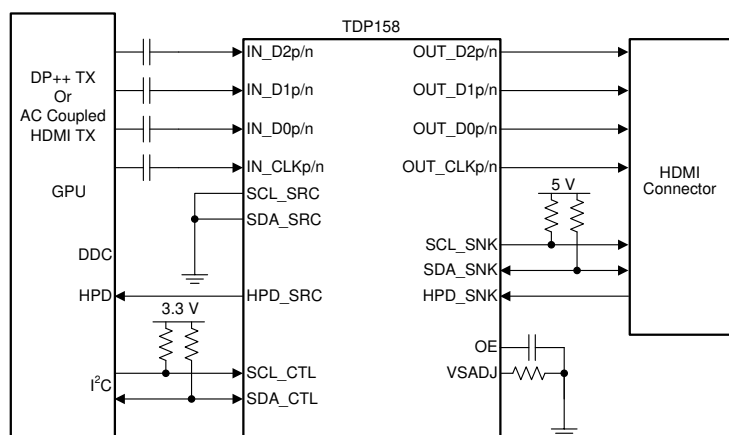 TDP158
DP++ TX
Or
AC Coupled
HDMI TX
GPU
DDC
HPD
I²C
IN_D2p/n
IN_D1p/n
IN_D0p/n
IN_CLKp/n
SCL_SRC
SDA_SRC
HPD_SRC
3.3 V
SCL_CTL
SDA_CTL
OUT_D2p/n
OUT_D1p/n
OUT_D0p/n
OUT_CLKp/n
5 V
SCL_SNK
SDA_SNK
HPD_SNK
OE
VSADJ
HDMI
Connector